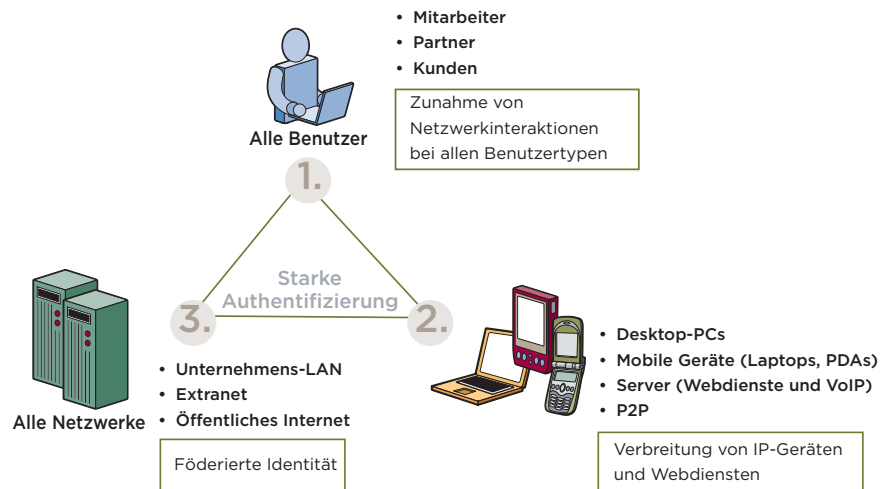 • Mitarbeiter
• Partner
• Kunden
Zunahme von
Netzwerkinteraktionen
bei allen Benutzertypen
Alle Benutzer
1.
Starke
Authentifizierung
3.
2.
• Desktop-PCs
• Mobile Geräte (Laptops, PDAs)
• Server (Webdienste und VoIP)
• P2P
Verbreitung von IP-Geräten
und Webdiensten
• Unternehmens-LAN
• Extranet
• Öffentliches Internet
Alle Netzwerke
Föderierte Identität